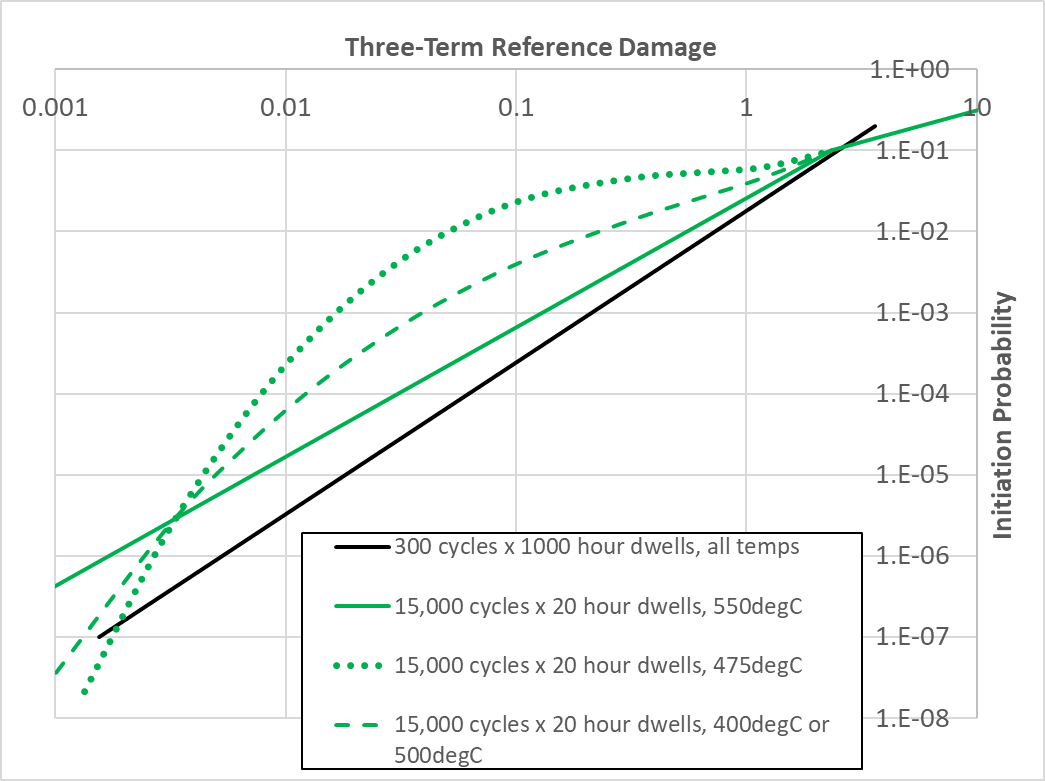 Three-Term Reference Damage
1.E+00
0.001 0.01 0.1 1 10
1.E-01
1.E-02
1.E-03
1.E-04
1.E-05
1.E-06
1.E-07
1.E-08
Initiation Probability
300 cycles x 1000 hour dwells, all temps
15,000 cycles x 20 hour dwells, 550degC
15,000 cycles x 20 hour dwells, 475degC
15,000 cycles x 20 hour dwells, 400degC or
500degC